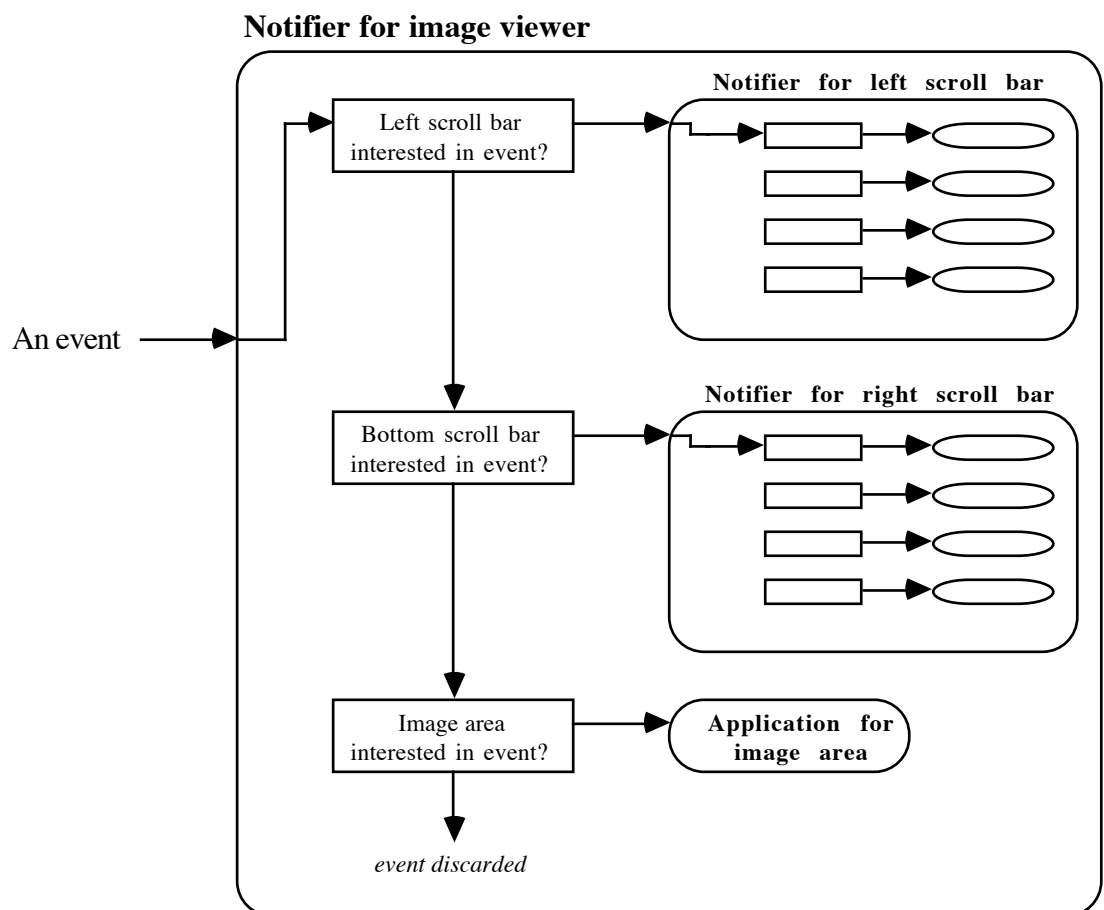 Notifier for image viewer
Notifier for left scroll bar
Left scroll bar
interested in event?
An event
Notifier for right scroll bar
Bottom scroll bar
interested in event?
Image area
interested in event?
Application for
image area
event discarded